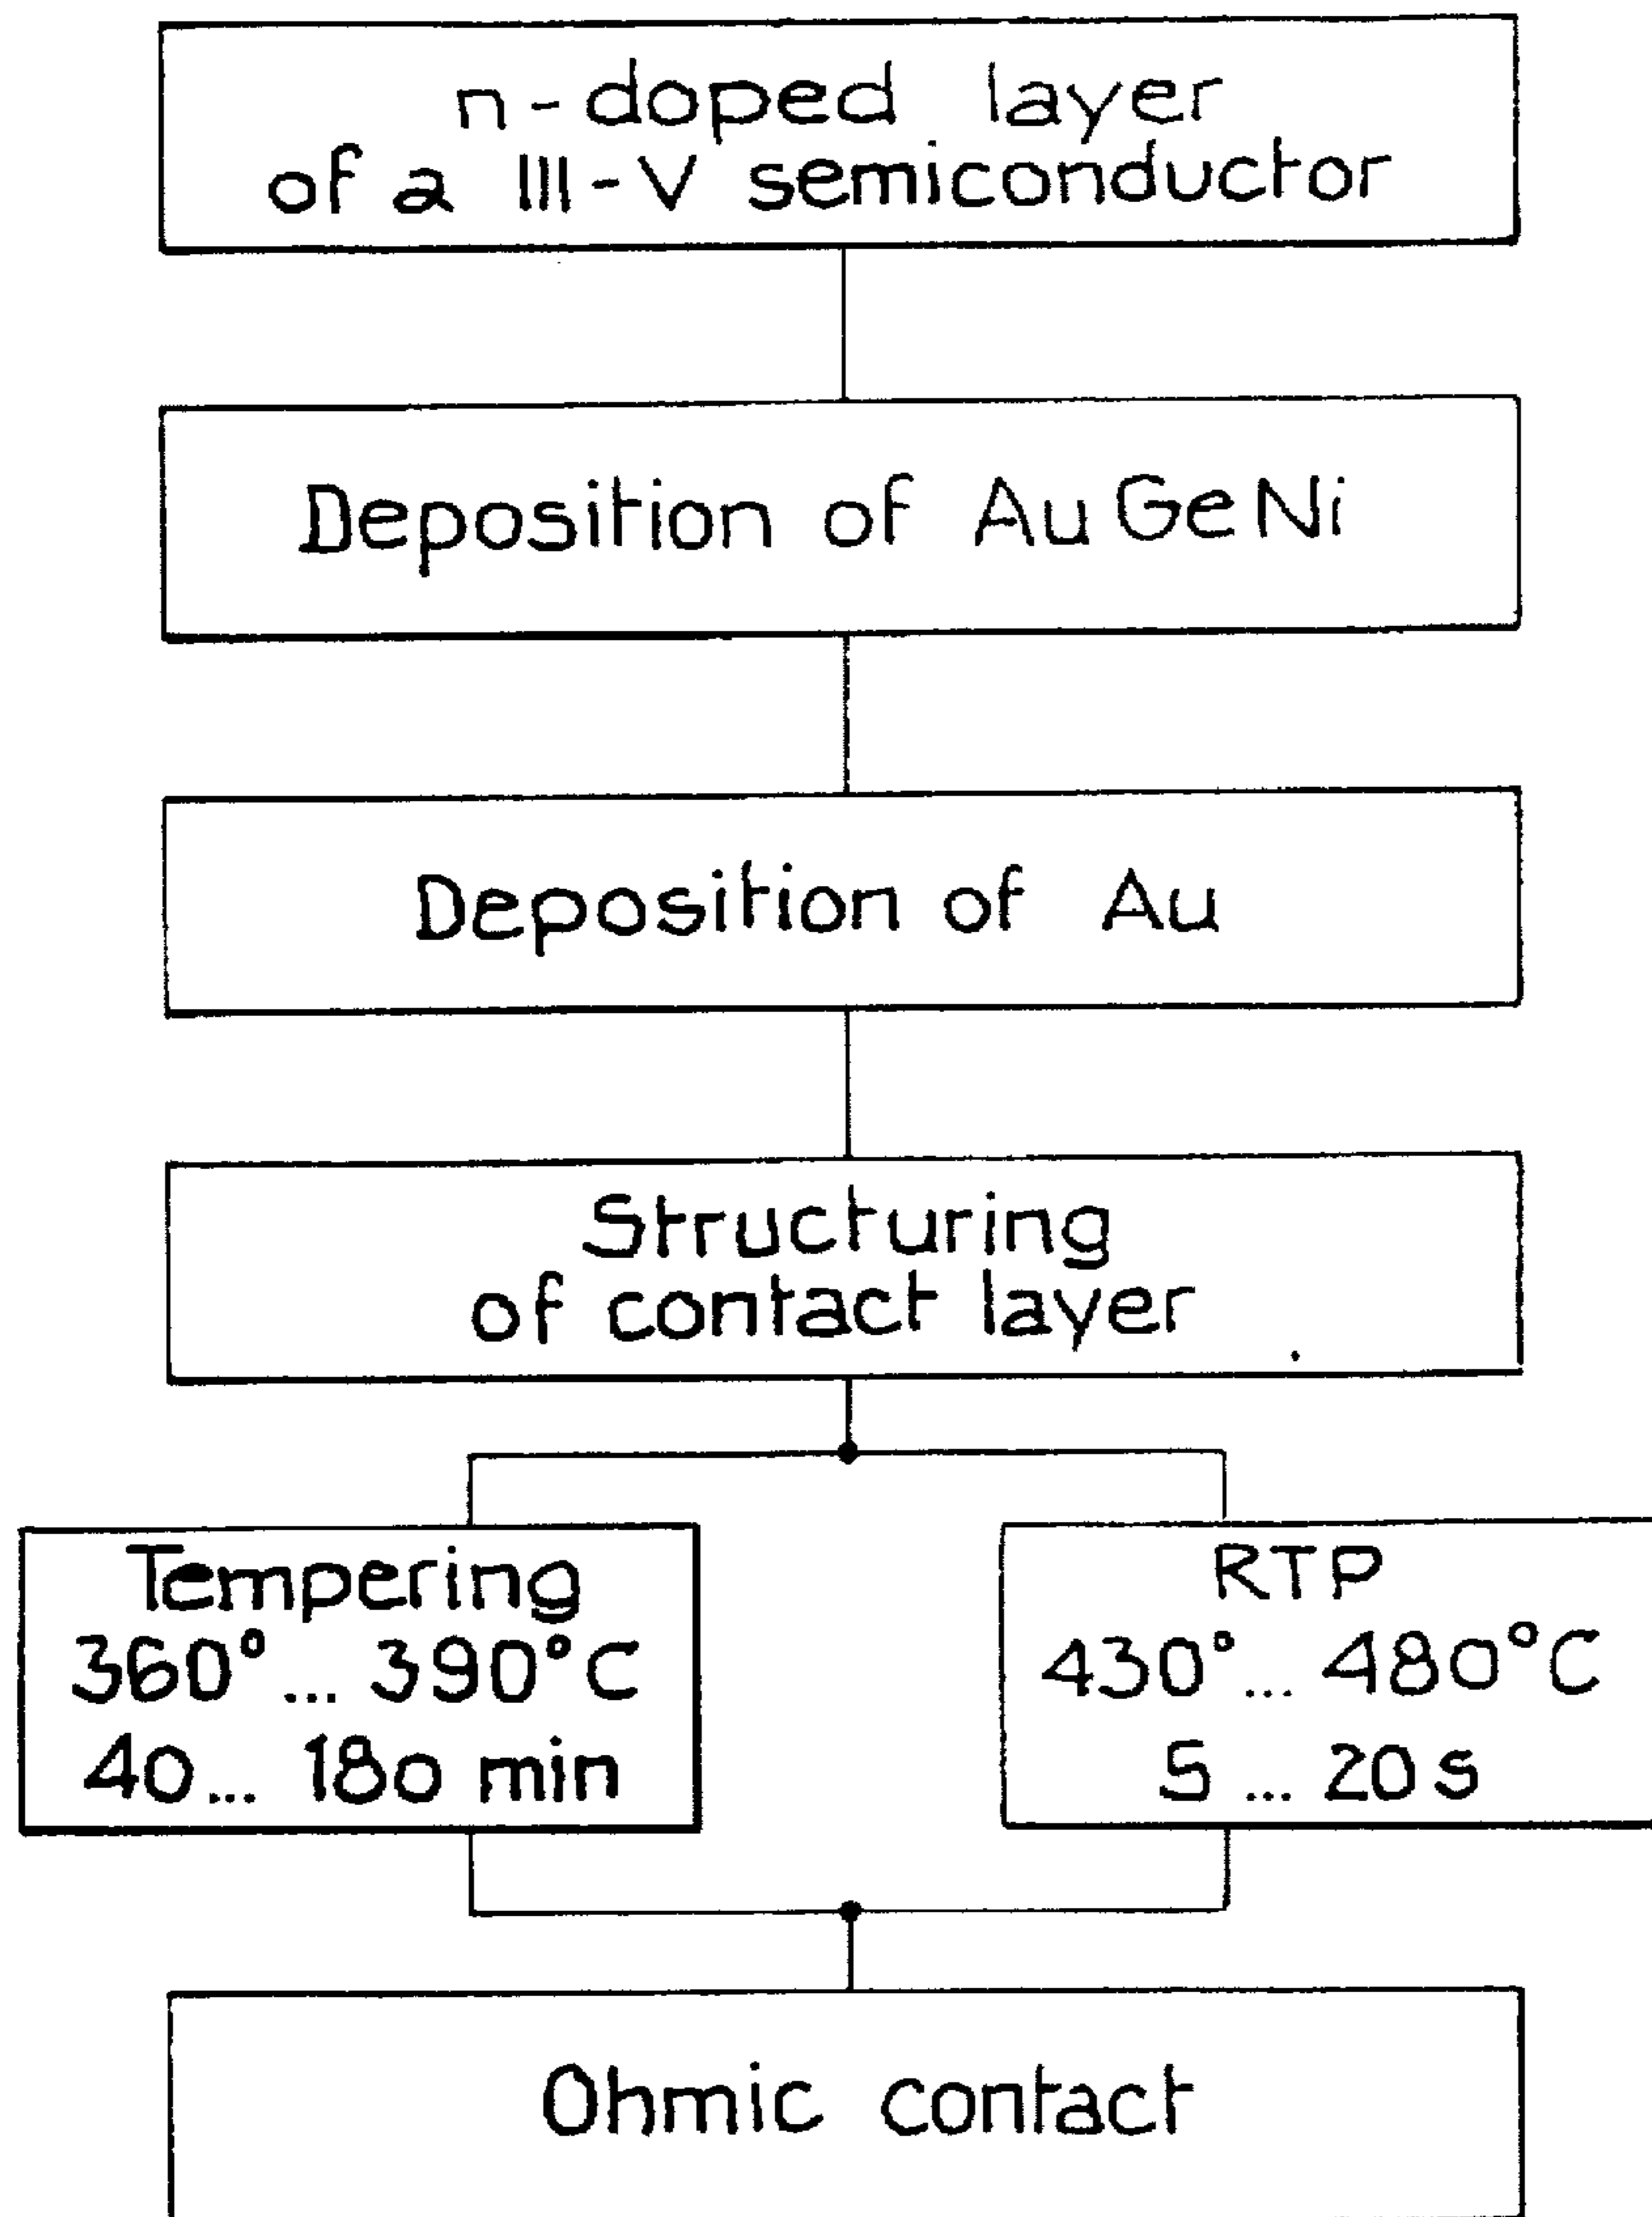 n-doped layer
of a III-V semiconductor
Deposition of AuGeNi
Deposition of Au
Structuring
of contact layer
Tempering
360° ... 390°C
40 ... 180 min
RTP
430° ... 480°C
5 ... 20 s
Ohmic contact